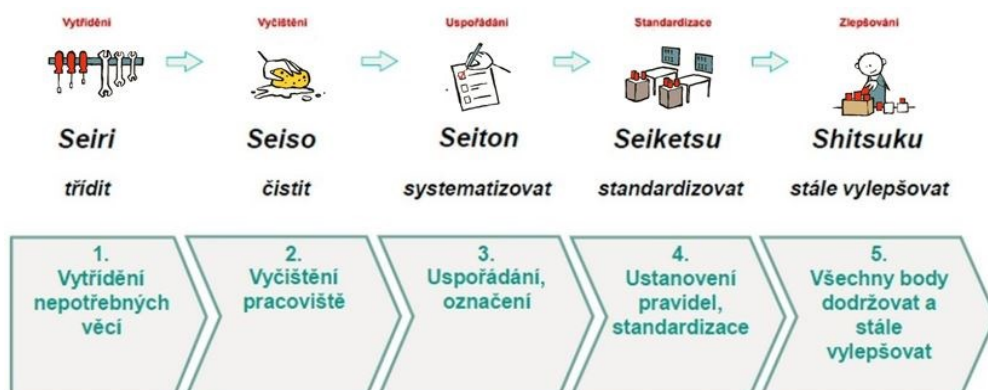 Vytřídění
Vyčištění
Uspořádání
Standardizace
Zlepšování
Seiri
Seiso
Seiton
Seiketsu
Shitsuku
třídit
čistit
systematizovat
standardizovat
stále vylepšovat
1.
Vytřídění
nepotřebných
věcí
2.
Vyčištění
pracoviště
3.
Uspořádání,
označení
4.
Ustanovení
pravidel,
standardizace
5.
Všechny body
dodržovat a
stále
vylepšovat